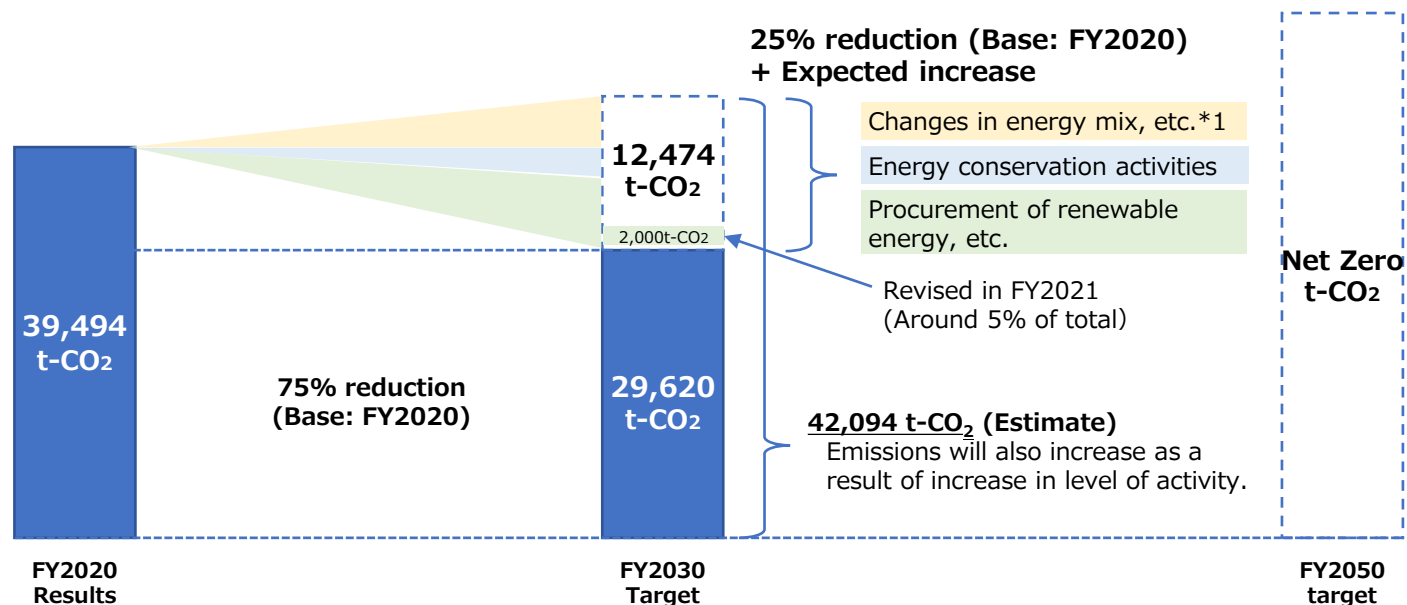 25% reduction (Base: FY2020)
+ Expected increase
Changes in energy mix, etc.*1
Energy conservation activities
Procurement of renewable
energy, etc.
12,474
t-CO2
2,000t-CO2
Revised in FY2021
(Around 5% of total)
Net Zero
t-CO2
39,494
t-CO2
75% reduction
(Base: FY2020)
29,620
t-CO2
42,094 t-CO2 (Estimate)
Emissions will also increase as a
result of increase in level of activity.
FY2020
Results
FY2030
Target
FY2050
target